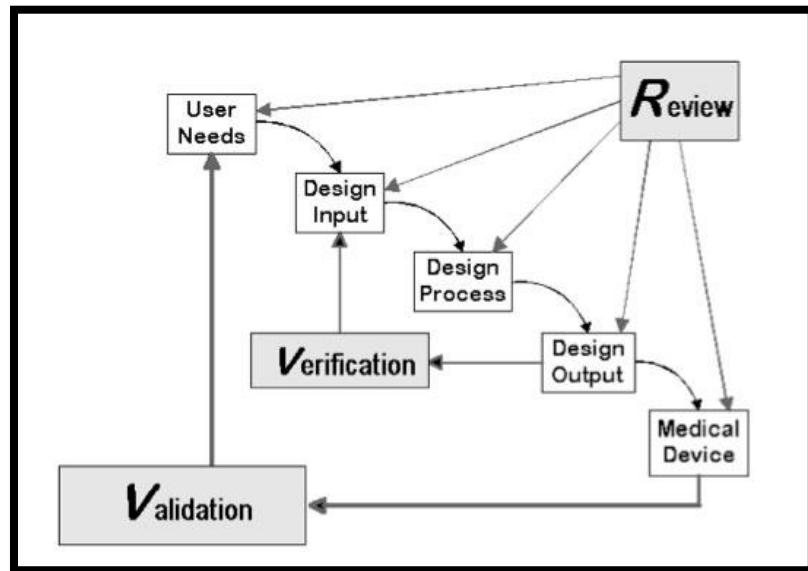 User
Needs
Review
Design
Input
Design
Process
Verification
Design
Output
Medical
Device
Validation